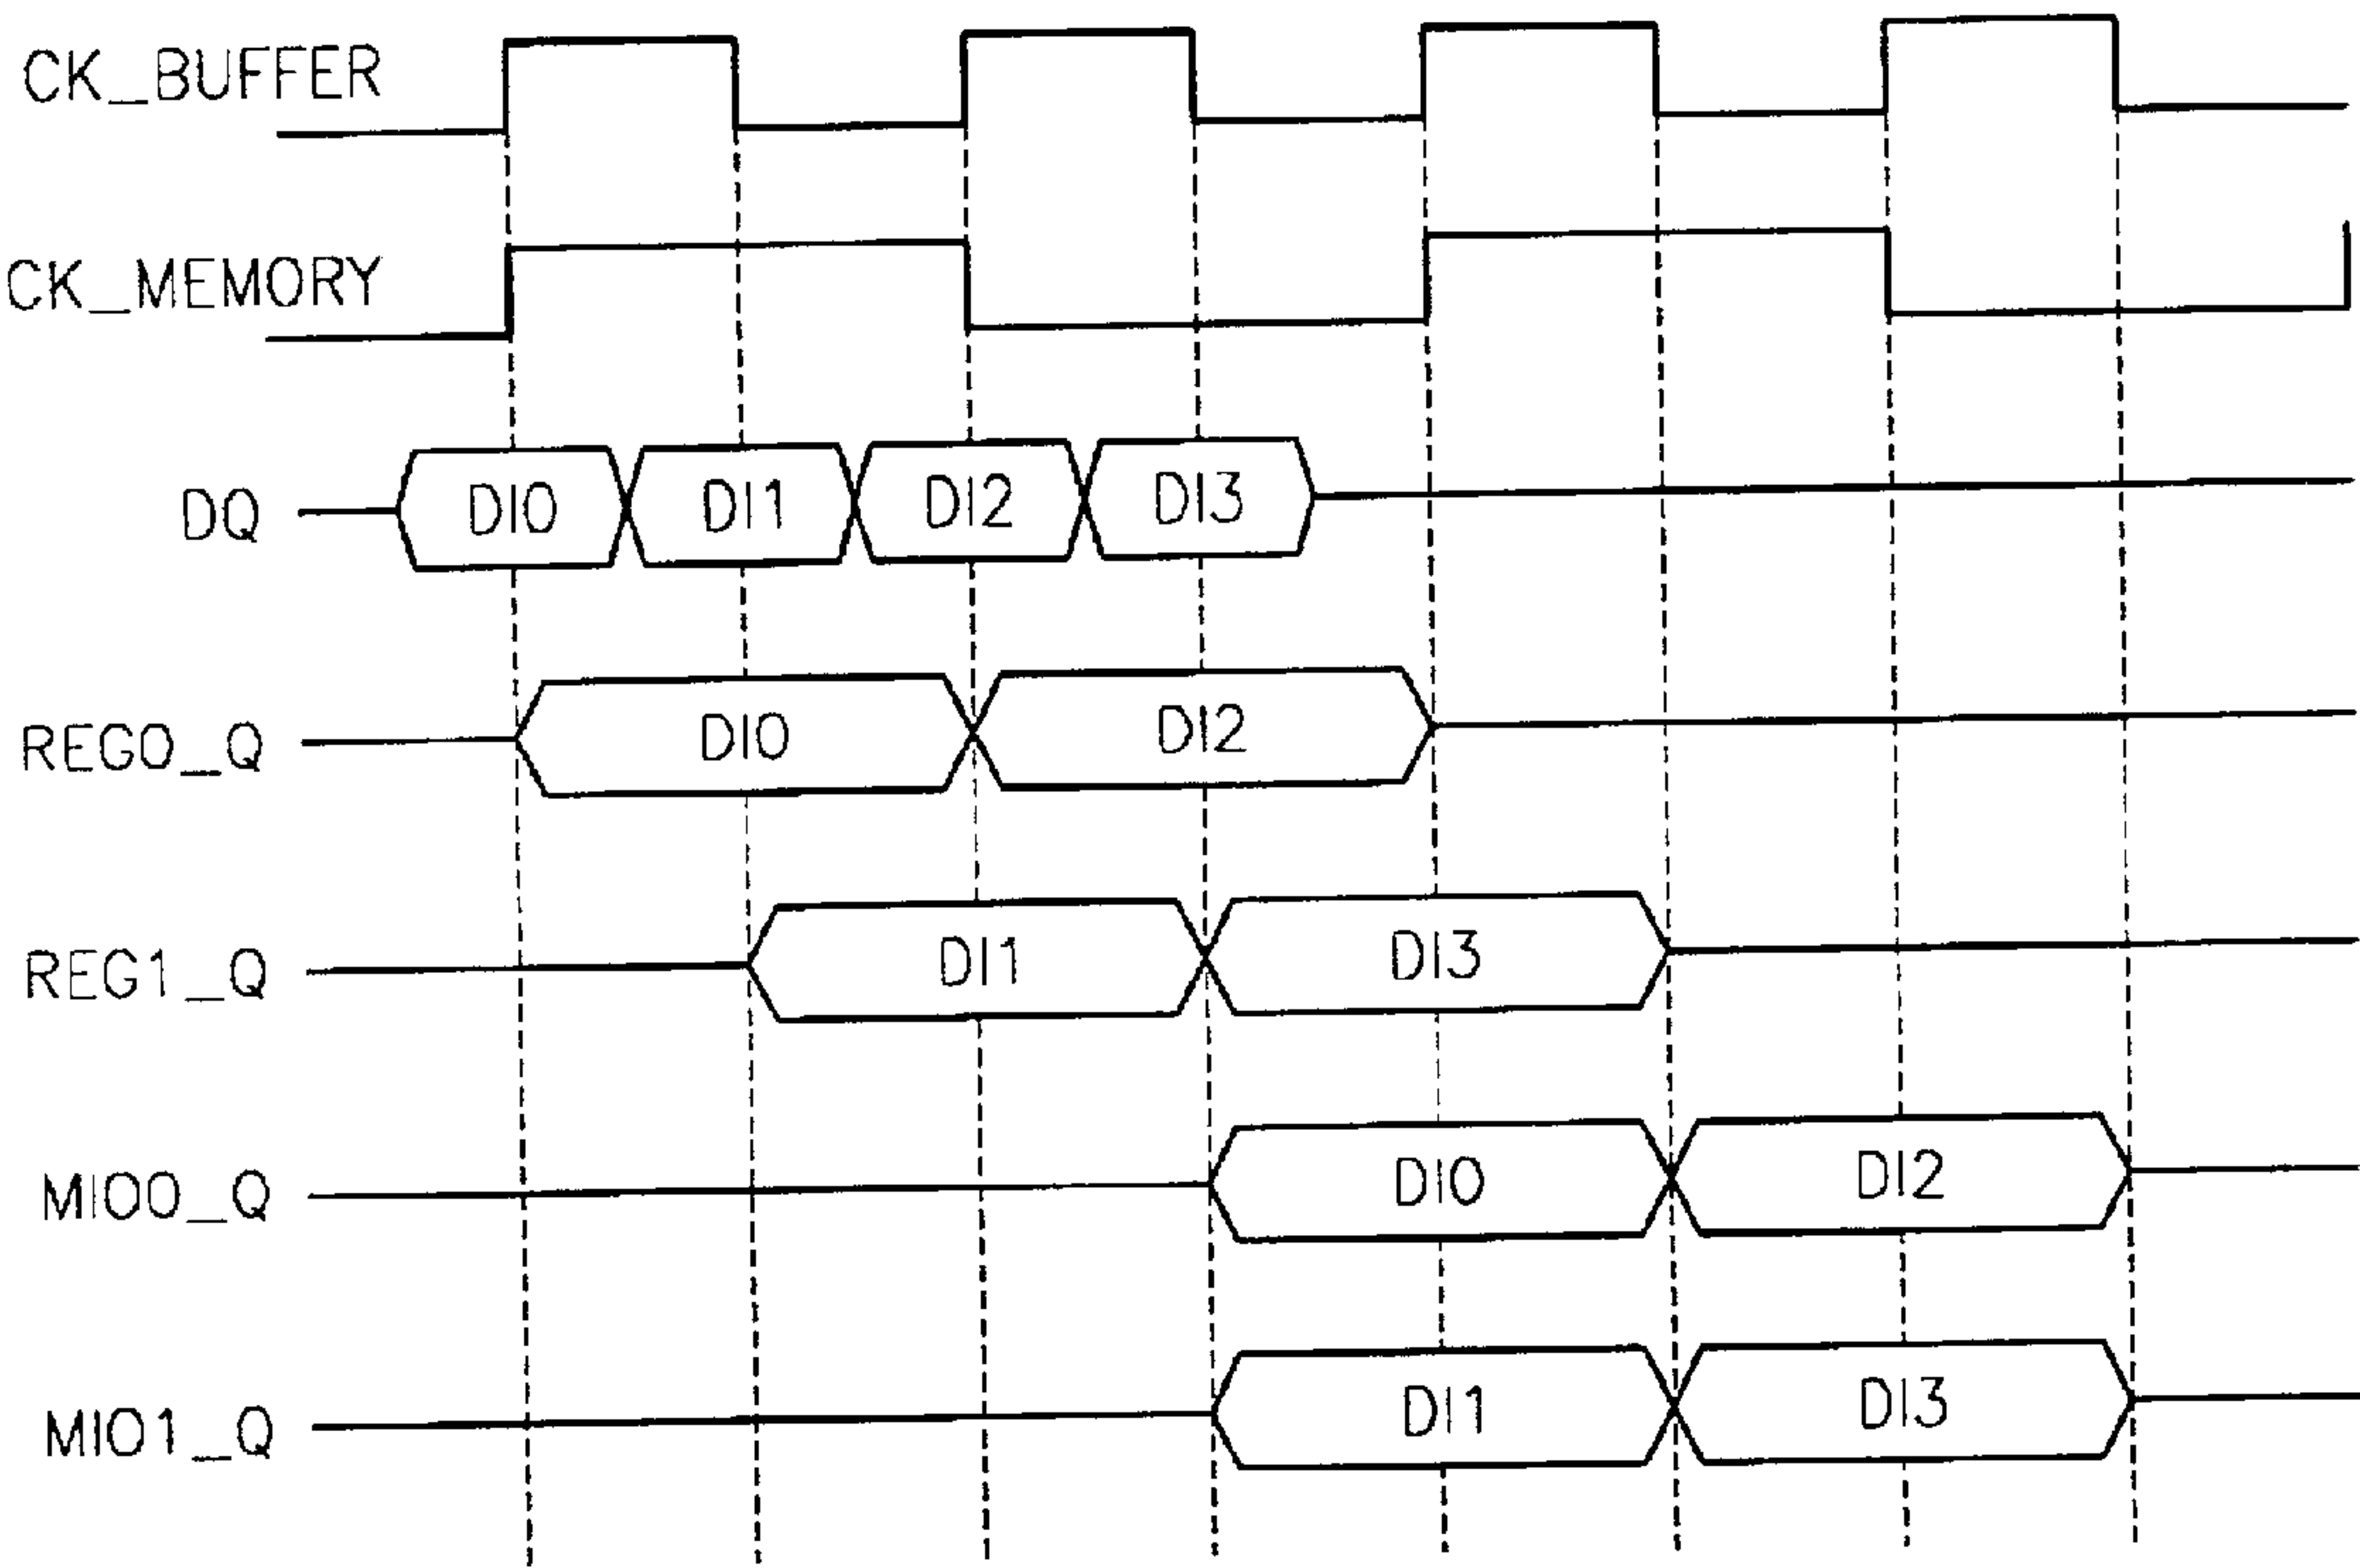 CK_BUFFER
CK_MEMORY
DQ DI0 DI1 DI2 DI3
REG0_Q DI0 DI2
REG1_Q DI1 DI3
MIO0_Q DI0 DI2
MIO1_Q DI1 DI3